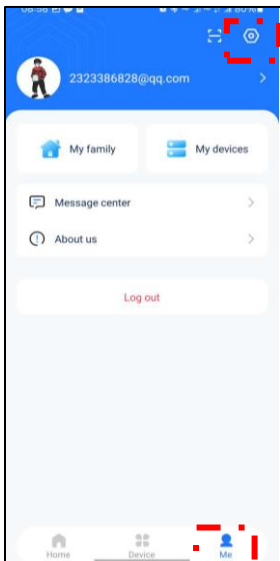 2323386828@qq.com
My family
My devices
Message center
About us
Log out
Home
Device
Me